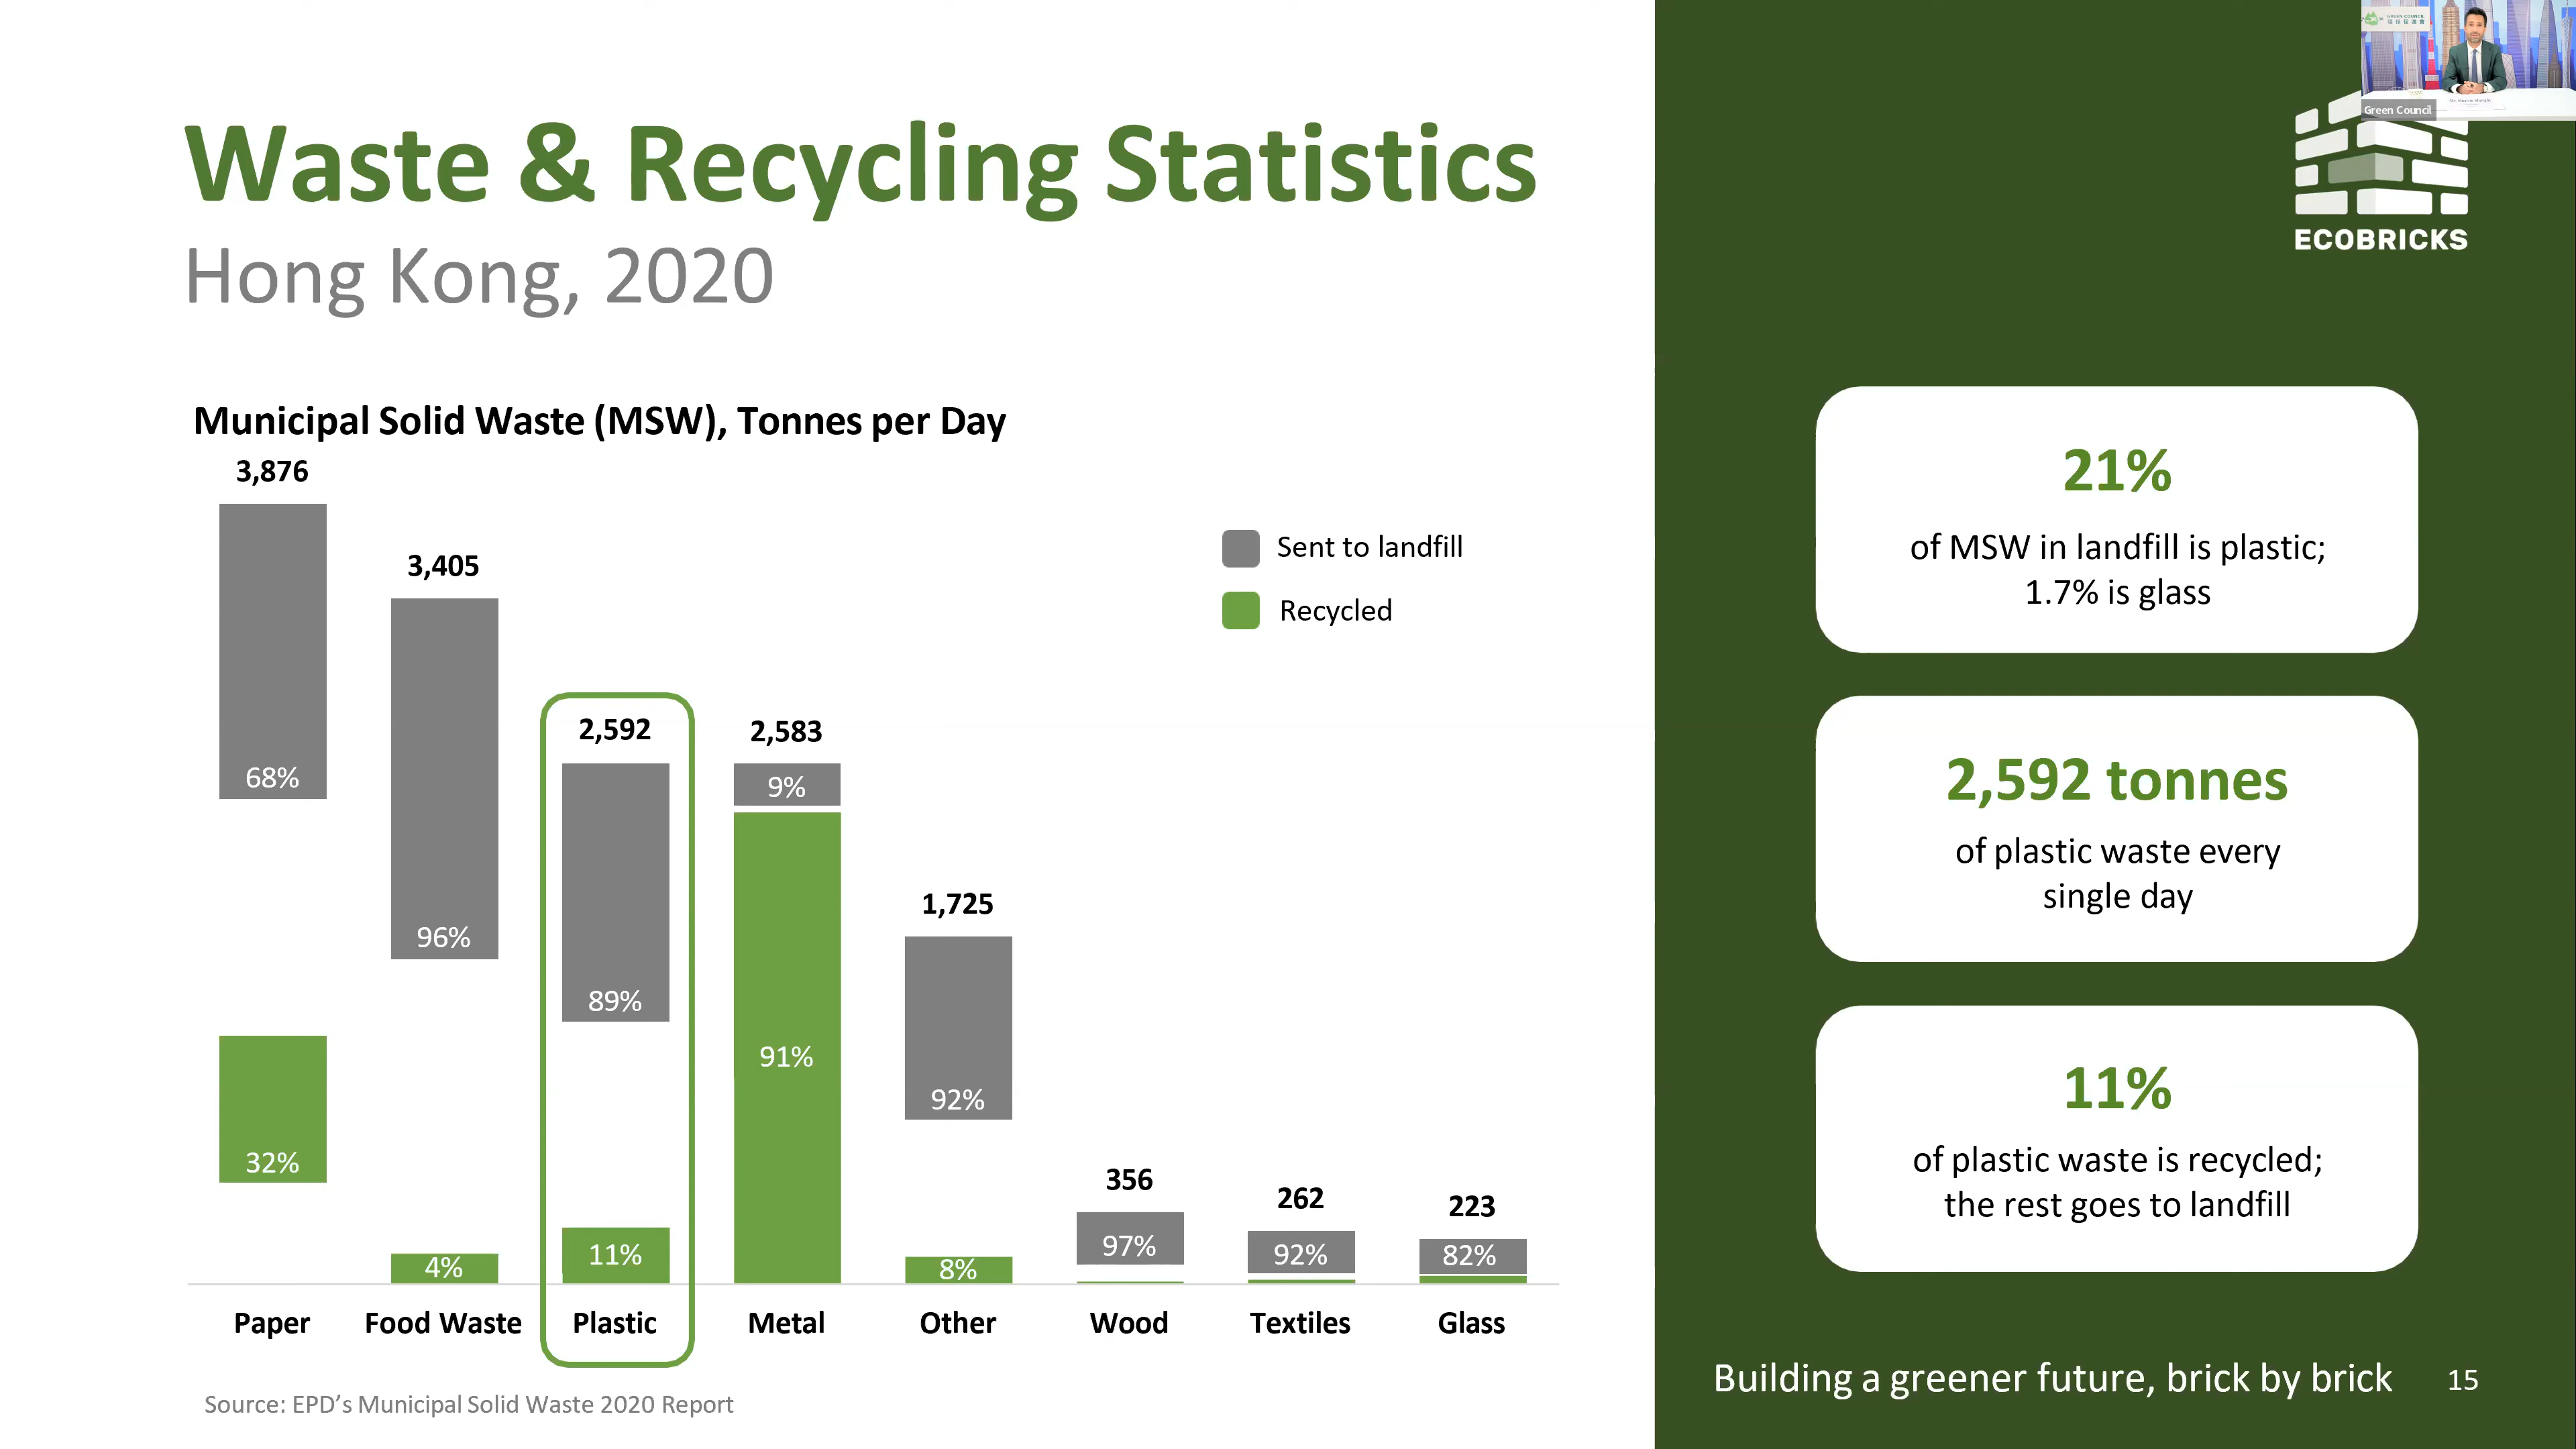 Waste & Recycling Statistics
Hong Kong, 2020
Municipal Solid Waste (MSW), Tonnes per Day
3,876
3,405
2,592
2,583
1,725
356
262
223
Sent to landfill
Recycled
68%
96%
89%
9%
92%
97%
92%
82%
32%
4%
11%
91%
8%
Paper
Food Waste
Plastic
Metal
Other
Wood
Textiles
Glass
Source: EPD’s Municipal Solid Waste 2020 Report
GREEN COUNCIL
Green Council
ECOBRICKS
21%
of MSW in landfill is plastic;
1.7% is glass
2,592 tonnes
of plastic waste every
single day
11%
of plastic waste is recycled;
the rest goes to landfill
Building a greener future, brick by brick
15